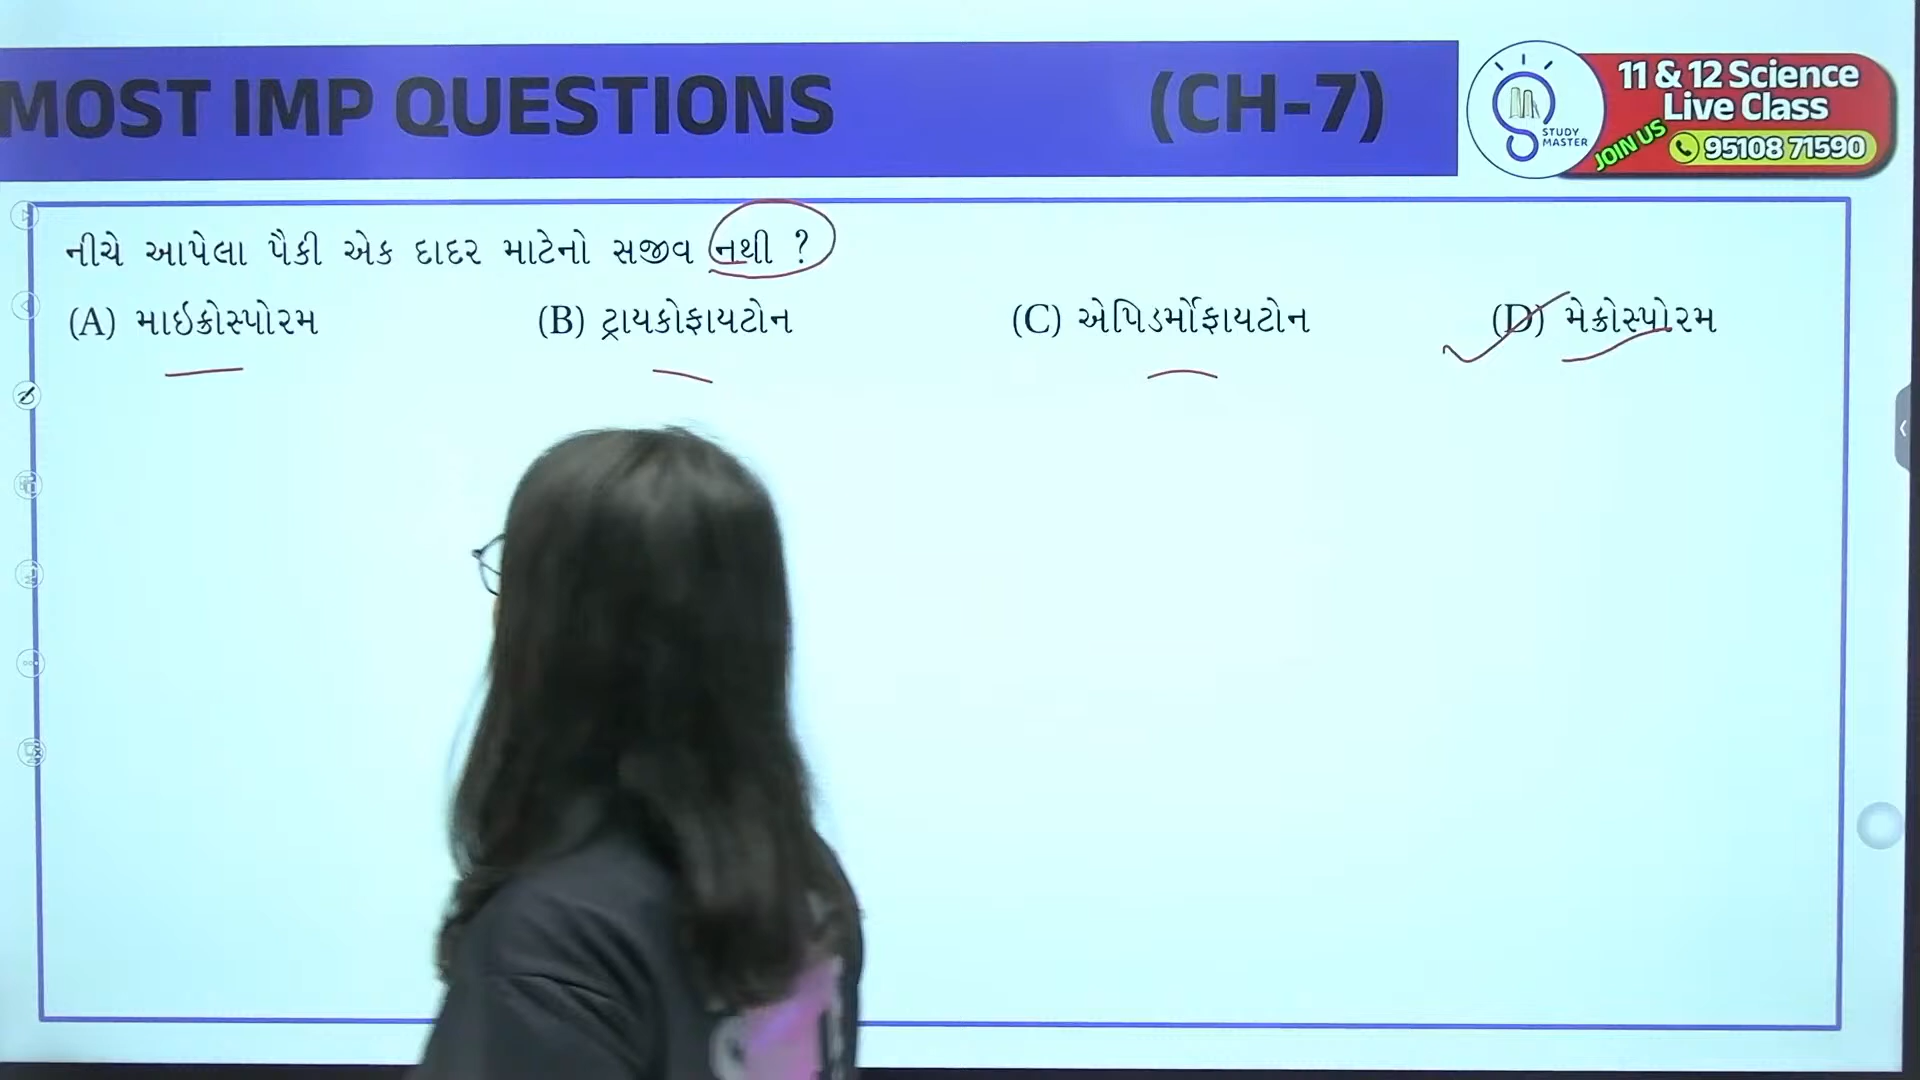 MOST IMP QUESTIONS (CH-7)
STUDY MASTER
11 & 12 Science
Live Class
JOIN US 95108 71590
નીચે આપેલા પૈકી એક દાદર માટેનો સજીવ નથી ?
(A) માઇક્રોસ્પોરમ (B) ટ્રાયકોફાયટોન (C) એપિડર્મોફાયટોન (D) મેક્રોસ્પોરમ